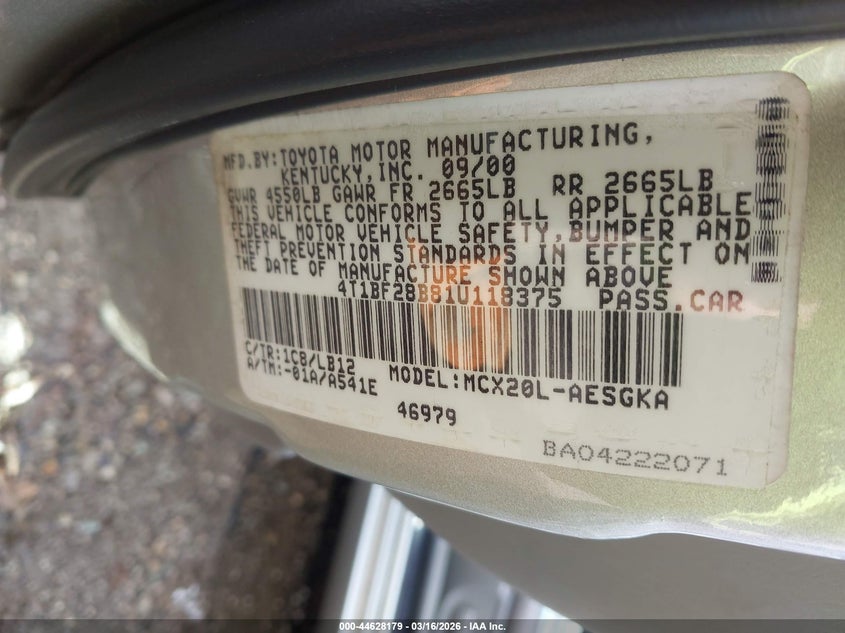 MFD.BY:TOYOTA MOTOR MANUFACTURING,
KENTUCKY,INC. 09/00
GVWR 4550LB GAWR FR 2665LB RR 2665LB
THIS VEHICLE CONFORMS TO ALL APPLICABLE
FEDERAL MOTOR VEHICLE SAFETY,BUMPER AND
THEFT PREVENTION STANDARDS IN EFFECT ON
THE DATE OF MANUFACTURE SHOWN ABOVE
4T1BF28B81U118375 PASS.CAR
C/TR:1C8/LB12
A/TM:-01A/A541E MODEL:MCX20L-AESGKA
46979
BA04222071
000-44628179 - 03/16/2026 - IAA Inc.